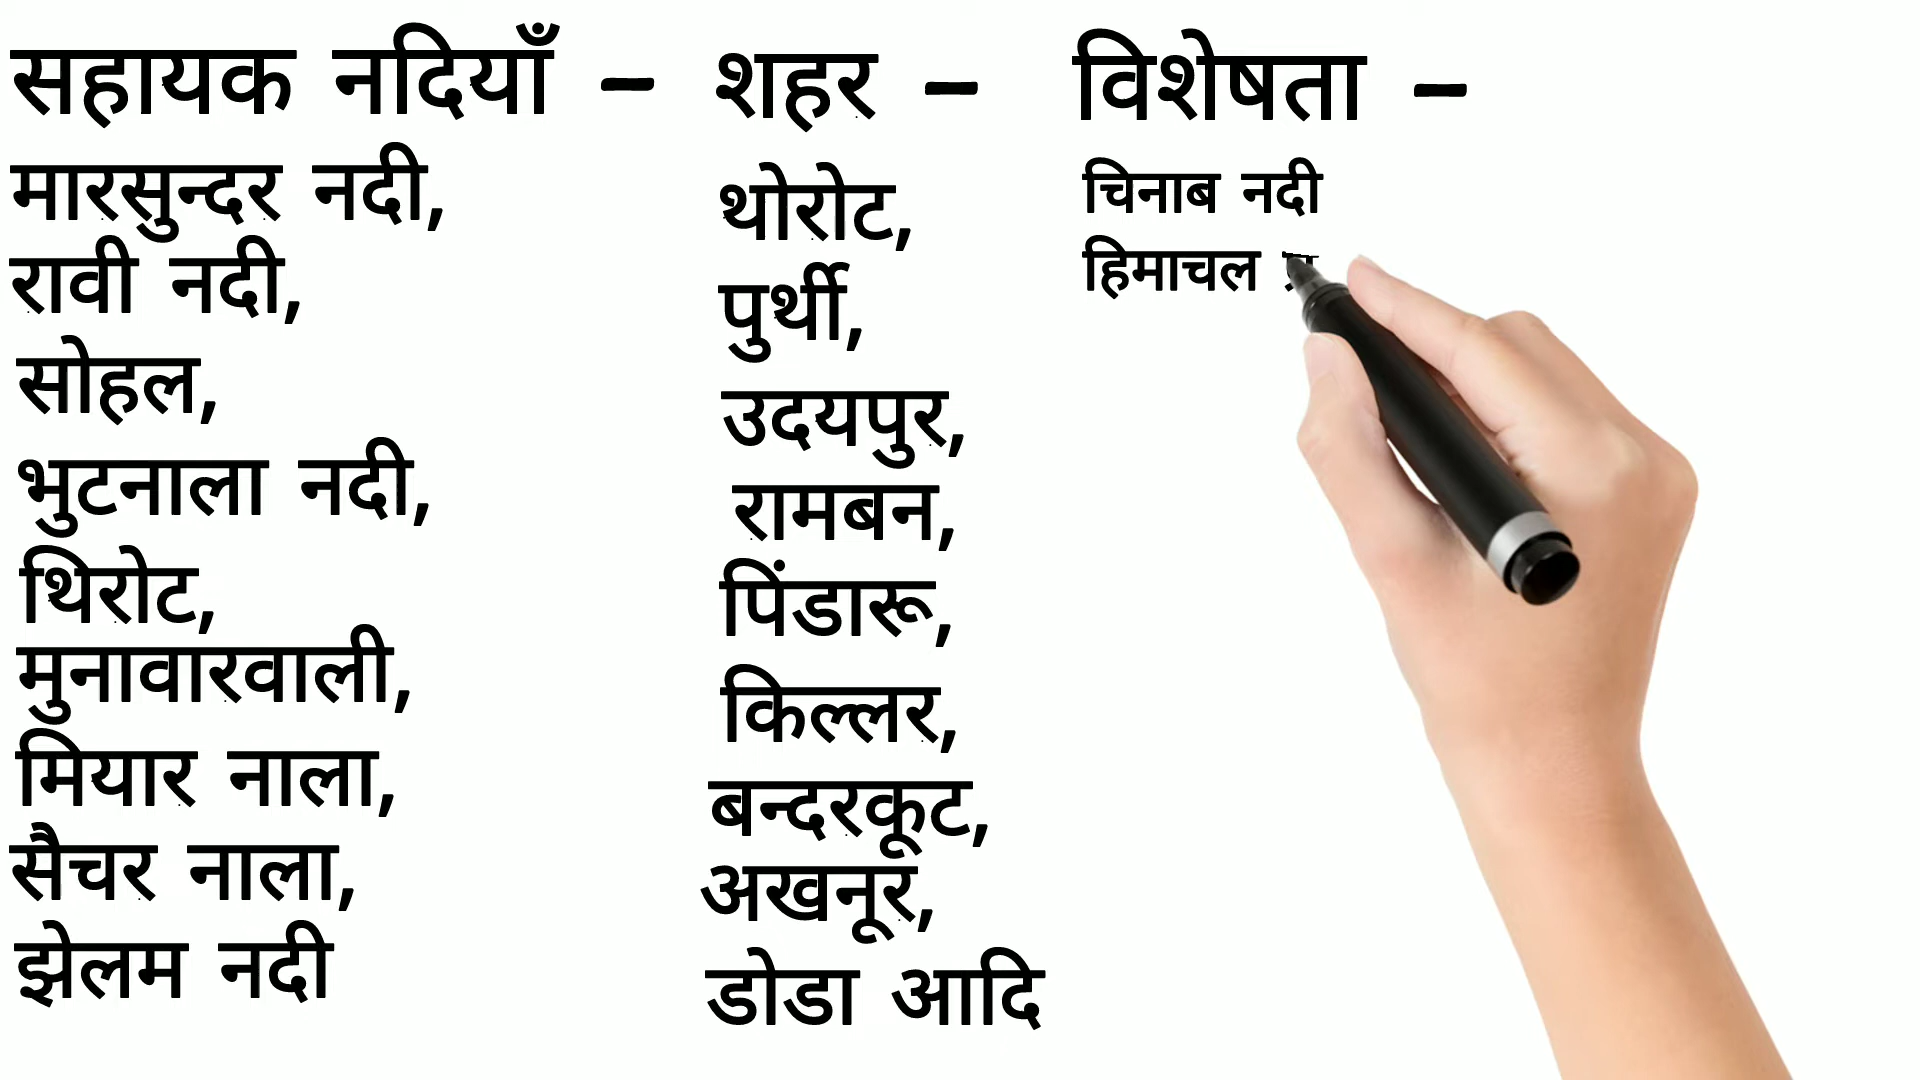 सहायक नदियाँ –
मारसुन्दर नदी,
रावी नदी,
सोहल,
भुटनाला नदी,
थिरोट,
मुनावारवाली,
मियार नाला,
सैचर नाला,
झेलम नदी
शहर –
थोरोट,
पुर्थी,
उदयपुर,
रामबन,
पिंडारू,
किल्लर,
बन्दरकूट,
अखनूर,
डोडा आदि
विशेषता –
चिनाब नदी
हिमाचल